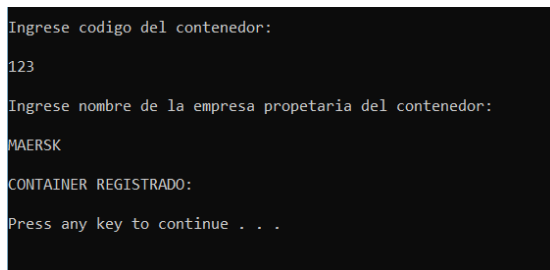 Ingrese codigo del contenedor:
123
Ingrese nombre de la empresa propetaria del contenedor:
MAERSK
CONTAINER REGISTRADO:
Press any key to continue . . .